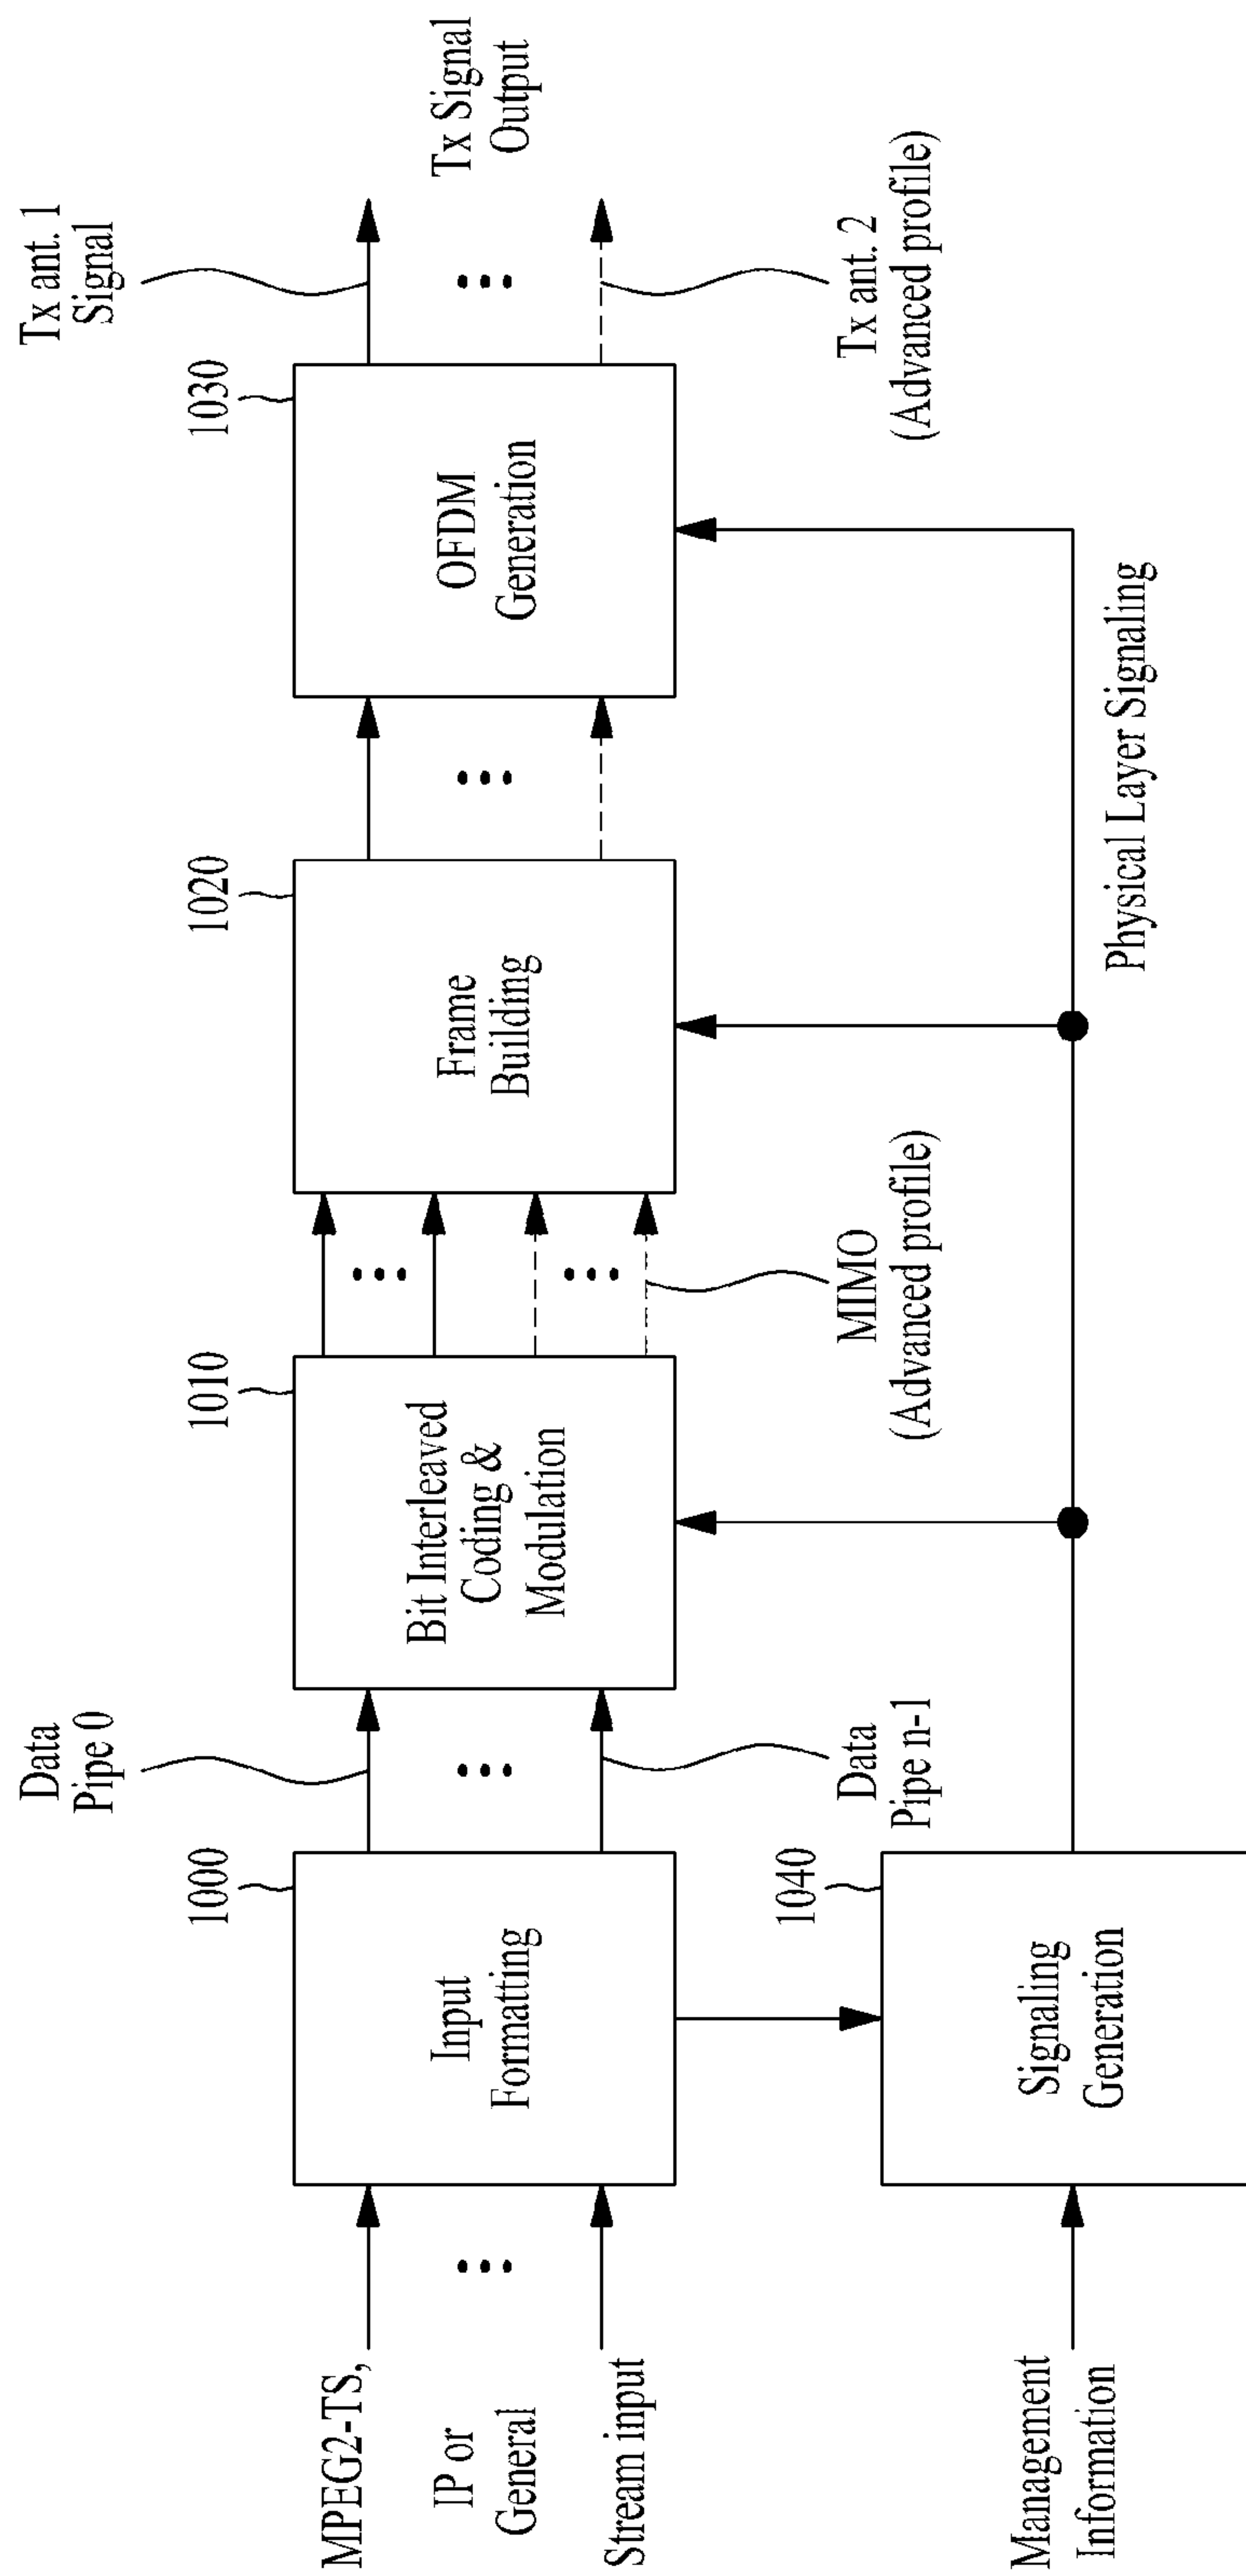 Tx ant. 1
Signal
Tx Signal
Output
Tx ant. 2
(Advanced profile)
1030
OFDM
Generation
1020
Frame
Building
Physical Layer Signaling
MIMO
(Advanced profile)
1010
Bit Interleaved
Coding &
Modulation
Data
Pipe 0
Data
Pipe n-1
1000
Input
Formatting
1040
Signaling
Generation
MPEG2-TS,
IP or
General
Stream input
Management
Information